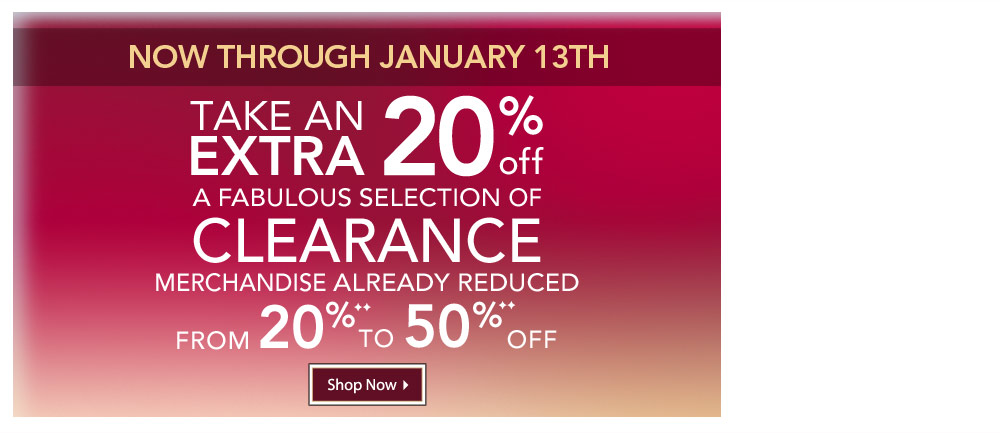 NOW THROUGH JANUARY 13TH
TAKE AN EXTRA 20% off
A FABULOUS SELECTION OF
CLEARANCE
MERCHANDISE ALREADY REDUCED
FROM 20%++ TO 50%++ OFF
Shop Now